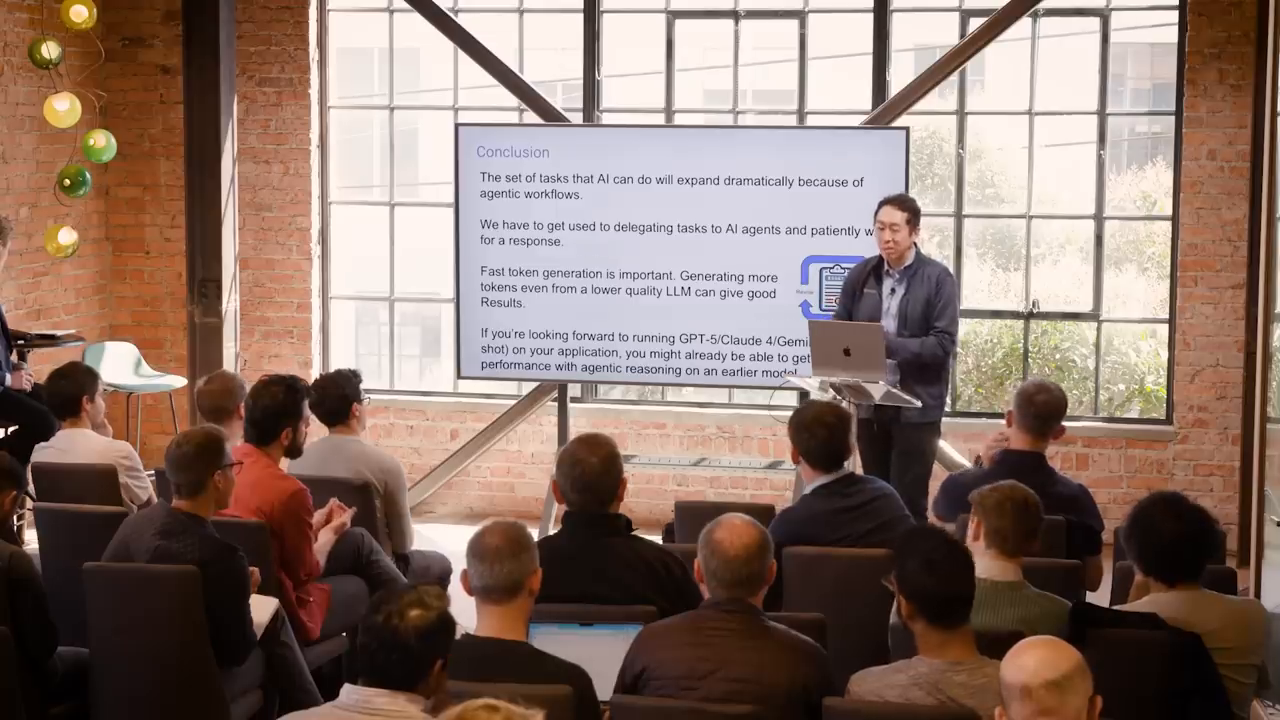 Conclusion
The set of tasks that AI can do will expand dramatically because of
agentic workflows.
We have to get used to delegating tasks to AI agents and patiently w
for a response.
Fast token generation is important. Generating more
tokens even from a lower quality LLM can give good
Results.
If you're looking forward to running GPT-5/Claude 4/Gemi
shot) on your application, you might already be able to get
performance with agentic reasoning on an earlier model